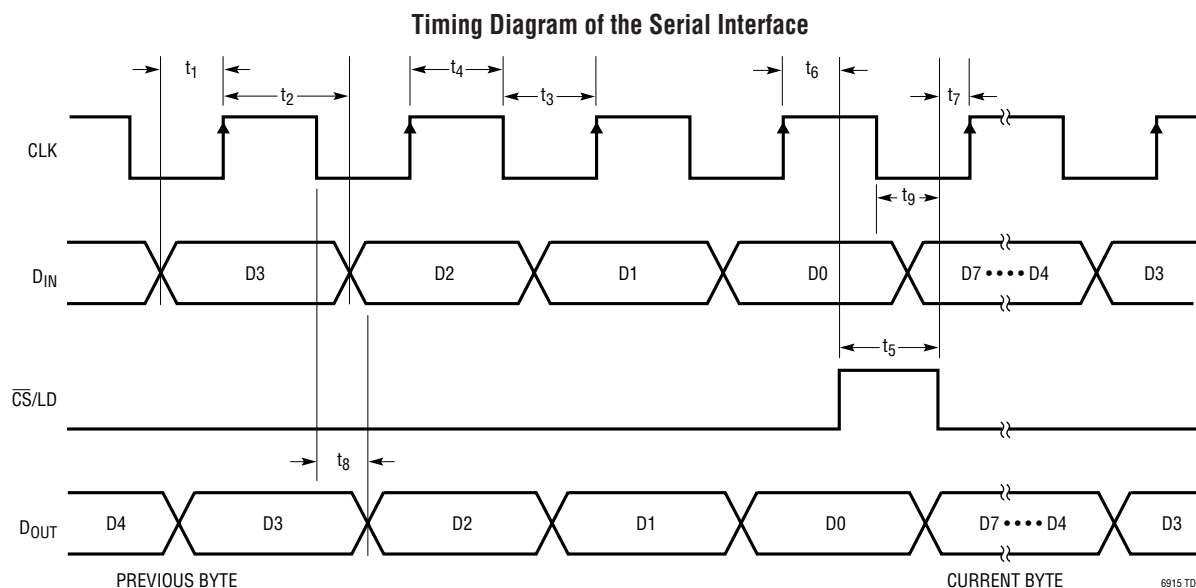 Timing Diagram of the Serial Interface
t1
t2
t4
t3
t6
t7
CLK
t9
DIN
D3
D2
D1
D0
D7 •••• D4
D3
t5
CS/LD
t8
DOUT
D4
D3
D2
D1
D0
D7 •••• D4
D3
PREVIOUS BYTE
CURRENT BYTE
6915 TD